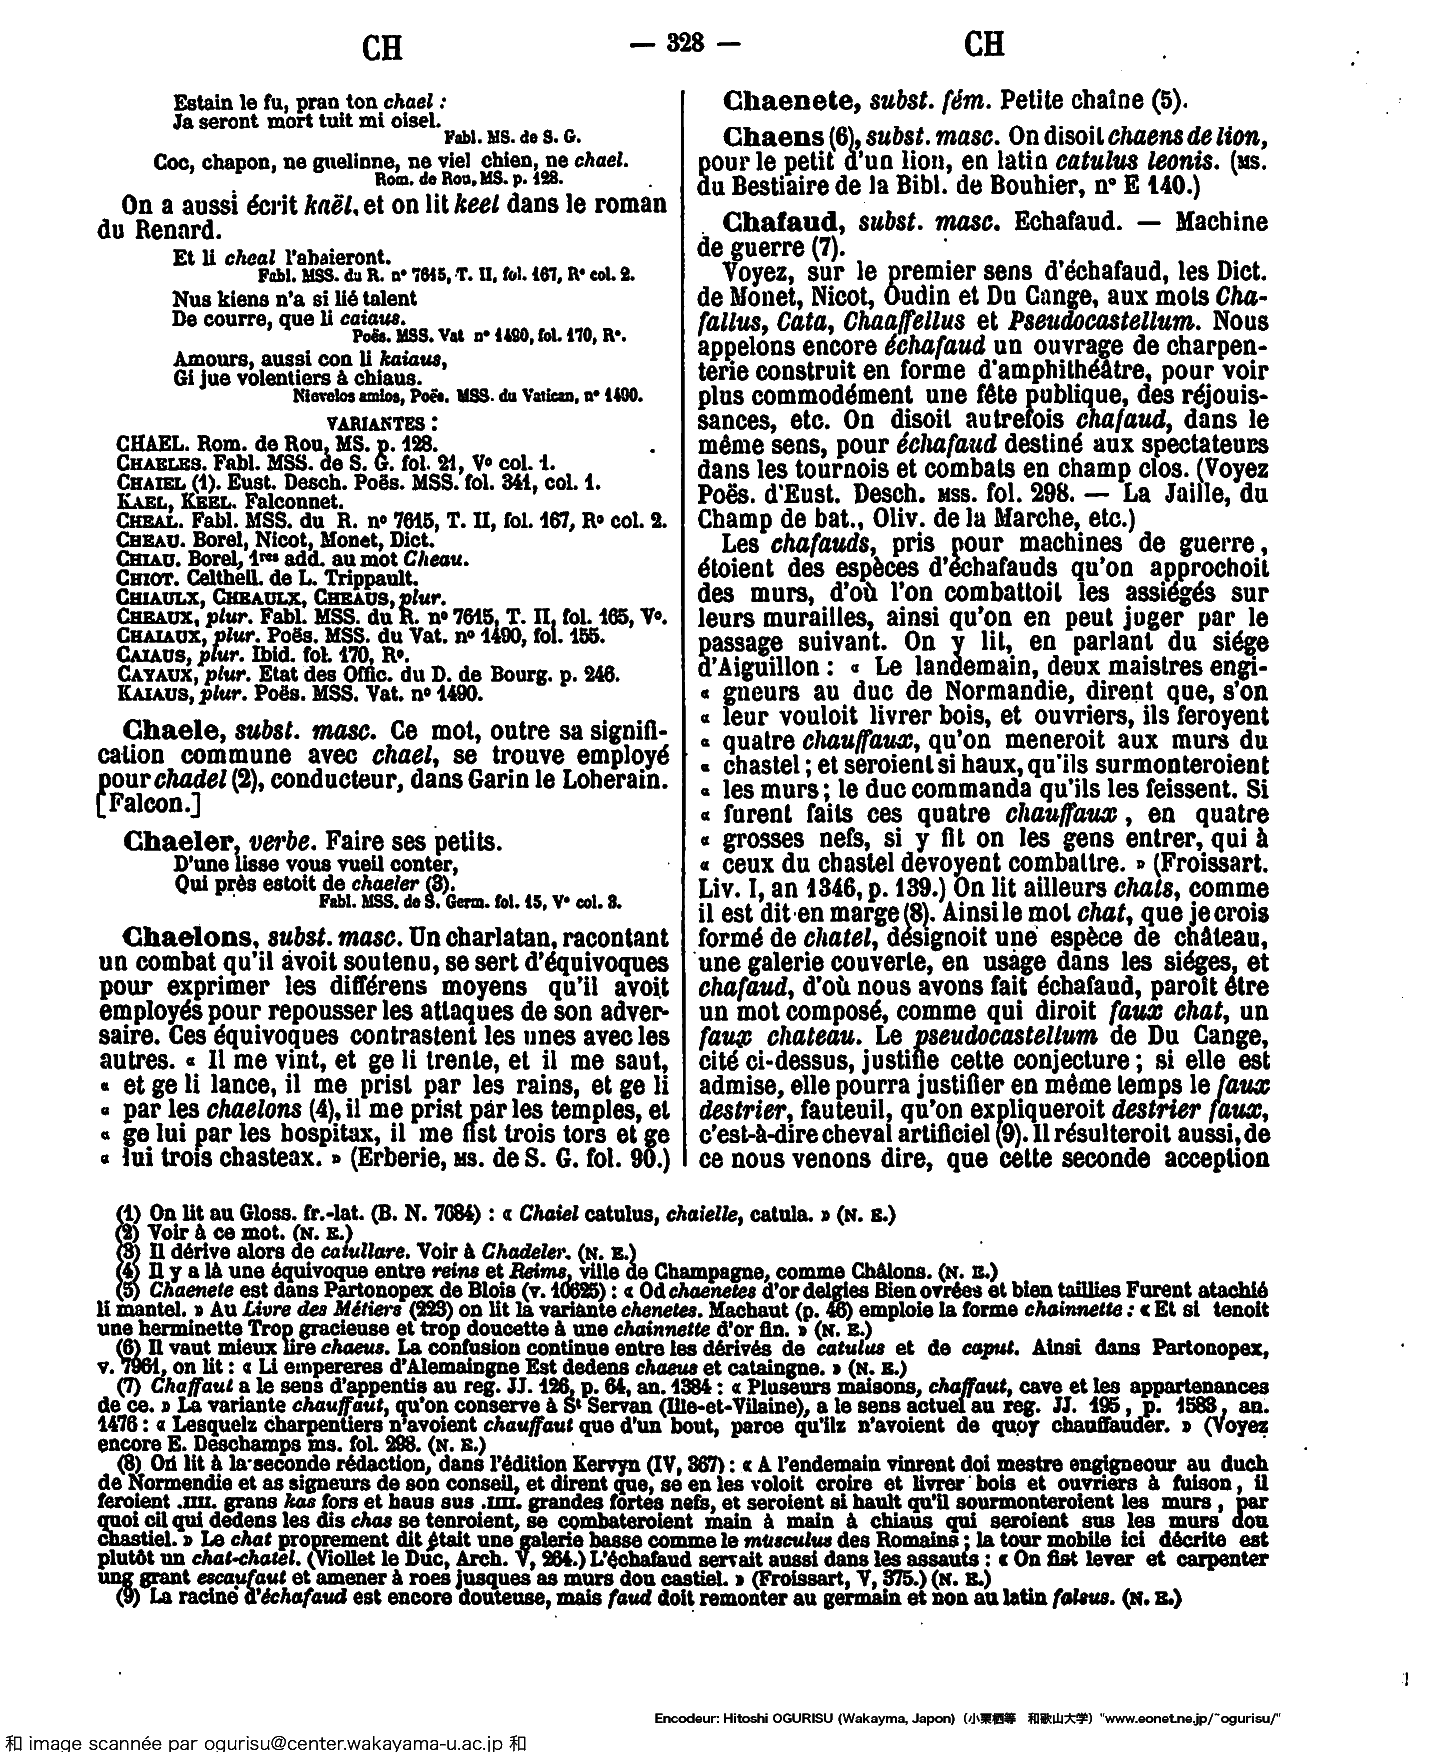 CH
— 328 —
CH
Estain le fu, pran ton chael :
Ja seront mort tuit mi oisel.
Fabl. MS. de S. G.
Coc, chapon, ne guelinne, ne viel chien, ne chael.
Rom. de Rou, MS. p. 128.
On a aussi écrit kaël, et on lit keel dans le roman
du Renard.
Et li cheal l'abaieront.
Fabl. MSS. du R. n° 7615, T. II, fol. 167, R° col. 2.
Nus kiens n'a si lié talent
De courre, que li caiaus.
Poës. MSS. Vat n° 1490, fol. 170, R°.
Amours, aussi con li kaiaus,
Gi jue volentiers à chiaus.
Nievelos amios, Poës. MSS. du Vatican, n° 1490.
VARIANTES :
CHAEL. Rom. de Rou, MS. p. 128.
CHAELES. Fabl. MSS. de S. G. fol. 21, V° col. 1.
CHAIEL (1). Eust. Desch. Poës. MSS. fol. 341, col. 1.
KAEL, KEEL. Falconnet.
CHEAL. Fabl. MSS. du R. n° 7615, T. II, fol. 167, R° col. 2.
CHEAU. Borel, Nicot, Monet, Dict.
CHIAU. Borel, 1res add. au mot Cheau.
CHIOT. Celthell. de L. Trippault.
CHIAULX, CHEAULX, CHEAUS, plur.
CHEAUX, plur. Fabl. MSS. du R. n° 7615, T. II, fol. 165, V°.
CHAIAUX, plur. Poës. MSS. du Vat. n° 1490, fol. 155.
CAIAUS, plur. Ibid. fol. 170, R°.
CAYAUX, plur. Etat des Offic. du D. de Bourg. p. 246.
KAIAUS, plur. Poës. MSS. Vat. n° 1490.
Chaele, subst. masc. Ce mot, outre sa signifi-
cation commune avec chael, se trouve employé
pour chadel (2), conducteur, dans Garin le Loherain.
[Falcon.]
Chaeler, verbe. Faire ses petits.
D'une lisse vous vueil conter,
Qui près estoit de chaeler (3).
Fabl. MSS. de S. Germ. fol. 15, V° col. 3.
Chaelons, subst. masc. Un charlatan, racontant
un combat qu'il avoit soutenu, se sert d'équivoques
pour exprimer les différens moyens qu'il avoit
employés pour repousser les attaques de son adver-
saire. Ces équivoques contrastent les unes avec les
autres. « Il me vint, et ge li trente, et il me saut,
« et ge li lance, il me prist par les rains, et ge li
« par les chaelons (4), il me prist par les temples, et
« ge lui par les hospitax, il me fist trois tors et ge
« lui trois chasteax. » (Erberie, MS. de S. G. fol. 90.)
Chaenete, subst. fém. Petite chaîne (5).
Chaens (6), subst. masc. On disoit chaens de lion,
pour le petit d'un lion, en latin catulus leonis. (MS.
du Bestiaire de la Bibl. de Bouhier, n° E 140.)
Chafaud, subst. masc. Echafaud. — Machine
de guerre (7).
Voyez, sur le premier sens d'échafaud, les Dict.
de Monet, Nicot, Oudin et Du Cange, aux mots Cha-
fallus, Cata, Chaaffellus et Pseudocastellum. Nous
appelons encore échafaud un ouvrage de charpen-
terie construit en forme d'amphithéâtre, pour voir
plus commodément une fête publique, des réjouis-
sances, etc. On disoit autrefois chafaud, dans le
même sens, pour échafaud destiné aux spectateurs
dans les tournois et combats en champ clos. (Voyez
Poës. d'Eust. Desch. MSS. fol. 298. — La Jaille, du
Champ de bat., Oliv. de la Marche, etc.)
Les chafauds, pris pour machines de guerre,
étoient des espèces d'échafauds qu'on approchoit
des murs, d'où l'on combattoit les assiégés sur
leurs murailles, ainsi qu'on en peut juger par le
passage suivant. On y lit, en parlant du siége
d'Aiguillon : « Le landemain, deux maistres engi-
« gneurs au duc de Normandie, dirent que, s'on
« leur vouloit livrer bois, et ouvriers, ils feroyent
« quatre chauffaux, qu'on meneroit aux murs du
« chastel ; et seroient si haux, qu'ils surmonteroient
« les murs ; le duc commanda qu'ils les feissent. Si
« furent faits ces quatre chauffaux, en quatre
« grosses nefs, si y fit on les gens entrer, qui à
« ceux du chastel devoyent combattre. » (Froissart.
Liv. I, an 1346, p. 139.) On lit ailleurs chats, comme
il est dit en marge (8). Ainsi le mot chat, que je crois
formé de chatel, désignoit une espèce de château,
une galerie couverte, en usage dans les siéges, et
chafaud, d'où nous avons fait échafaud, paroît être
un mot composé, comme qui diroit faux chat, un
faux chateau. Le pseudocastellum de Du Cange,
cité ci-dessus, justifie cette conjecture ; si elle est
admise, elle pourra justifier en même temps le faux
destrier, fauteuil, qu'on expliqueroit destrier faux,
c'est-à-dire cheval artificiel (9). Il résulteroit aussi, de
ce nous venons dire, que cette seconde acception
(1) On lit au Gloss. fr.-lat. (B. N. 7684) : « Chaiel catulus, chaielle, catula. » (N. E.)
(2) Voir à ce mot. (N. E.)
(3) Il dérive alors de catullare. Voir à Chadeler. (N. E.)
(4) Il y a là une équivoque entre reins et Reims, ville de Champagne, comme Châlons. (N. E.)
(5) Chaenete est dans Partonopex de Blois (v. 10625) : « Od chaenetes d'or delgies Bien ovrées et bien taillies Furent atachié
li mantel. » Au Livre des Métiers (223) on lit la variante chenetes. Machaut (p. 46) emploie la forme chainnette : « Et si tenoit
une herminette Trop gracieuse et trop doucette à une chainnette d'or fin. » (N. E.)
(6) Il vaut mieux lire chaeus. La confusion continue entre les dérivés de catulus et de caput. Ainsi dans Partonopex,
v. 7961, on lit : « Li empereres d'Alemaingne Est dedens chaeus et cataingne. » (N. E.)
(7) Chaffaut a le sens d'appentis au reg. JJ. 126, p. 64, an. 1384 : « Pluseurs maisons, chaffaut, cave et les appartenances
de ce. » La variante chauffaut, qu'on conserve à St Servan (Ille-et-Vilaine), a le sens actuel au reg. JJ. 195, p. 1583, an.
1476 : « Lesquelz charpentiers n'avoient chauffaut que d'un bout, parce qu'ilz n'avoient de quoy chauffauder. » (Voyez
encore E. Deschamps ms. fol. 298. (N. E.)
(8) On lit à la seconde rédaction, dans l'édition Kervyn (IV, 367) : « A l'endemain vinrent doi mestre engigneour au duch
de Normendie et as signeurs de son conseil, et dirent que, se en les voloit croire et livrer bois et ouvriers à fuison, il
feroient .IIII. grans kas fors et haus sus .IIII. grandes fortes nefs, et seroient si hault qu'il sourmonteroient les murs, par
quoi cil qui dedens les dis chas se tenroient, se combateroient main à main à chiaus qui seroient sus les murs dou
chastiel. » Le chat proprement dit était une galerie basse comme le musculus des Romains ; la tour mobile ici décrite est
plutôt un chat-chatel. (Viollet le Duc, Arch. V, 264.) L'échafaud servait aussi dans les assauts : « On fist lever et carpenter
ung grant escaufaut et amener à roes jusques as murs dou castiel. » (Froissart, V, 375.) (N. E.)
(9) La racine d'échafaud est encore douteuse, mais faud doit remonter au germain et non au latin falsus. (N. E.)
Encodeur: Hitoshi OGURISU (Wakayma, Japon) (小栗栖等 和歌山大学) "www.eonet.ne.jp/~ogurisu/"
和 image scannée par ogurisu@center.wakayama-u.ac.jp 和